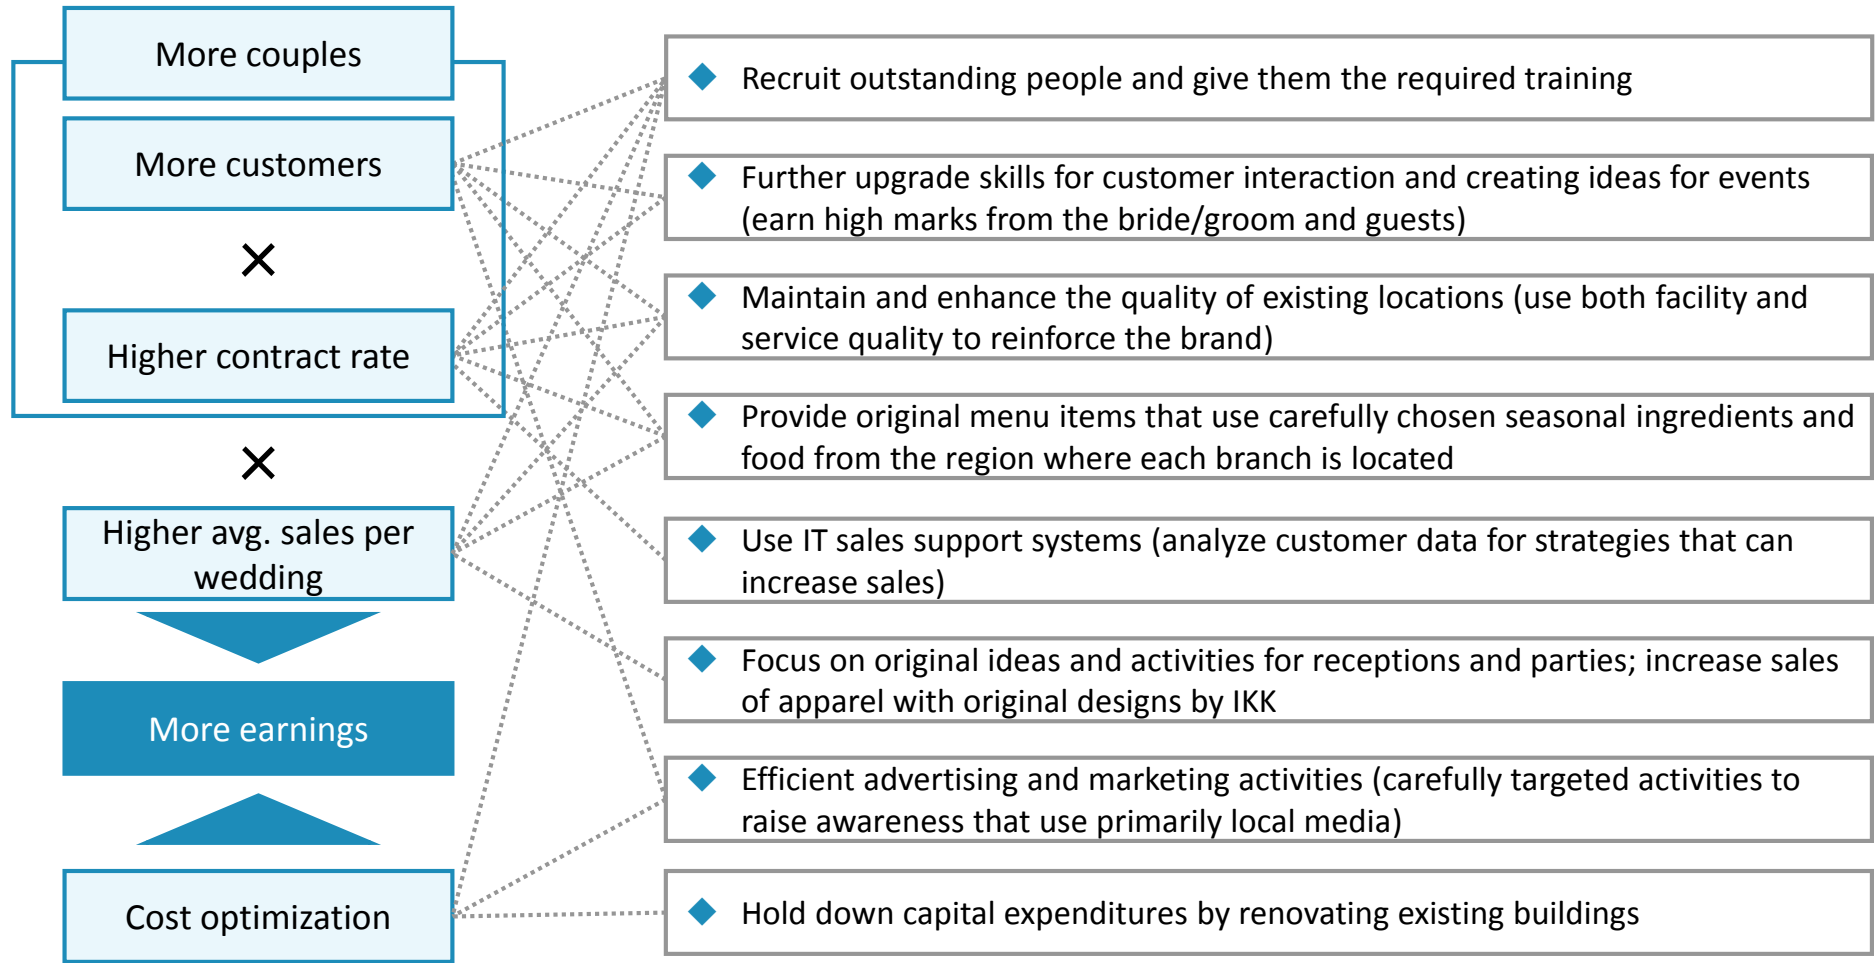 More couples
More customers
×
Higher contract rate
×
Higher avg. sales per
wedding
More earnings
Cost optimization
Recruit outstanding people and give them the required training
Further upgrade skills for customer interaction and creating ideas for events
(earn high marks from the bride/groom and guests)
Maintain and enhance the quality of existing locations (use both facility and
service quality to reinforce the brand)
Provide original menu items that use carefully chosen seasonal ingredients and
food from the region where each branch is located
Use IT sales support systems (analyze customer data for strategies that can
increase sales)
Focus on original ideas and activities for receptions and parties; increase sales
of apparel with original designs by IKK
Efficient advertising and marketing activities (carefully targeted activities to
raise awareness that use primarily local media)
Hold down capital expenditures by renovating existing buildings